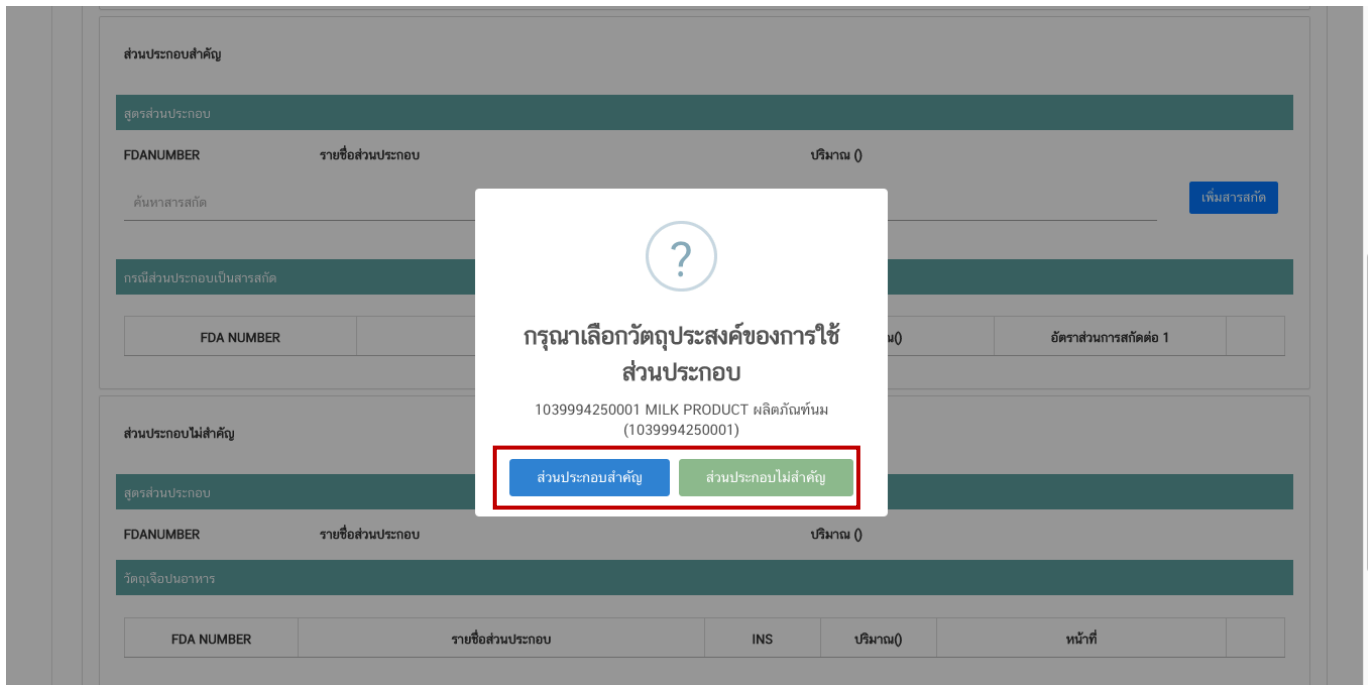 ส่วนประกอบสำคัญ
สูตรส่วนประกอบ
FDANUMBER รายชื่อส่วนประกอบ ปริมาณ ()
ค้นหาสารสกัด เพิ่มสารสกัด
?
กรณีส่วนประกอบเป็นสารสกัด
FDA NUMBER ณ() อัตราส่วนการสกัดต่อ 1
กรุณาเลือกวัตถุประสงค์ของการใช้
ส่วนประกอบ
1039994250001 MILK PRODUCT ผลิตภัณฑ์นม
(1039994250001)
ส่วนประกอบสำคัญ ส่วนประกอบไม่สำคัญ
ส่วนประกอบไม่สำคัญ
สูตรส่วนประกอบ
FDANUMBER รายชื่อส่วนประกอบ ปริมาณ ()
วัตถุเจือปนอาหาร
FDA NUMBER รายชื่อส่วนประกอบ INS ปริมาณ() หน้าที่